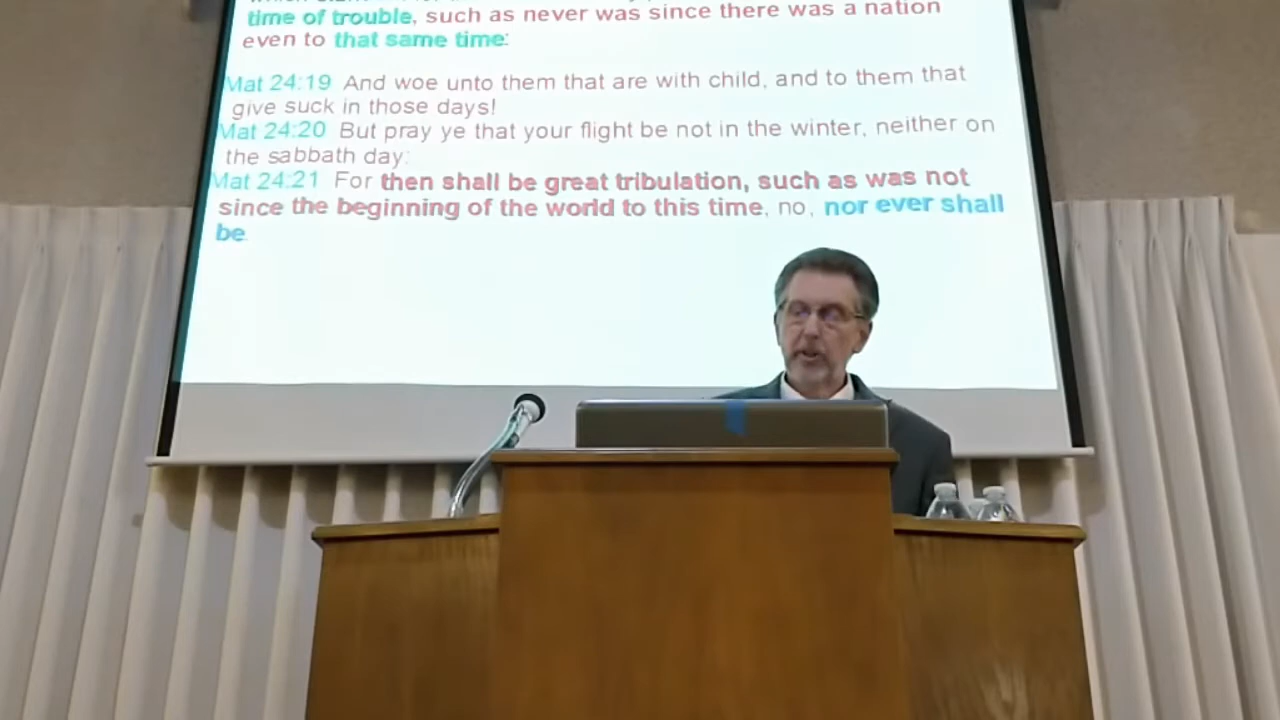 time of trouble, such as never was since there was a nation
even to that same time:
Mat 24:19 And woe unto them that are with child, and to them that
give suck in those days!
Mat 24:20 But pray ye that your flight be not in the winter, neither on
the sabbath day:
Mat 24:21 For then shall be great tribulation, such as was not
since the beginning of the world to this time, no, nor ever shall
be.